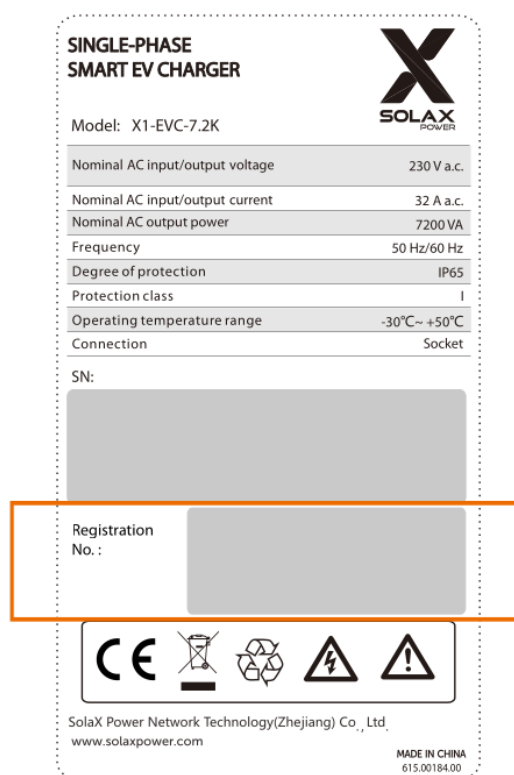 SINGLE-PHASE
SMART EV CHARGER
SOLAX
POWER
Model: X1-EVC-7.2K
Nominal AC input/output voltage 230 V a.c.
Nominal AC input/output current 32 A a.c.
Nominal AC output power 7200 VA
Frequency 50 Hz/60 Hz
Degree of protection IP65
Protection class I
Operating temperature range -30℃~ +50℃
Connection Socket
SN:
Registration
No. :
CE
SolaX Power Network Technology(Zhejiang) Co., Ltd.
www.solaxpower.com
MADE IN CHINA
615.00184.00